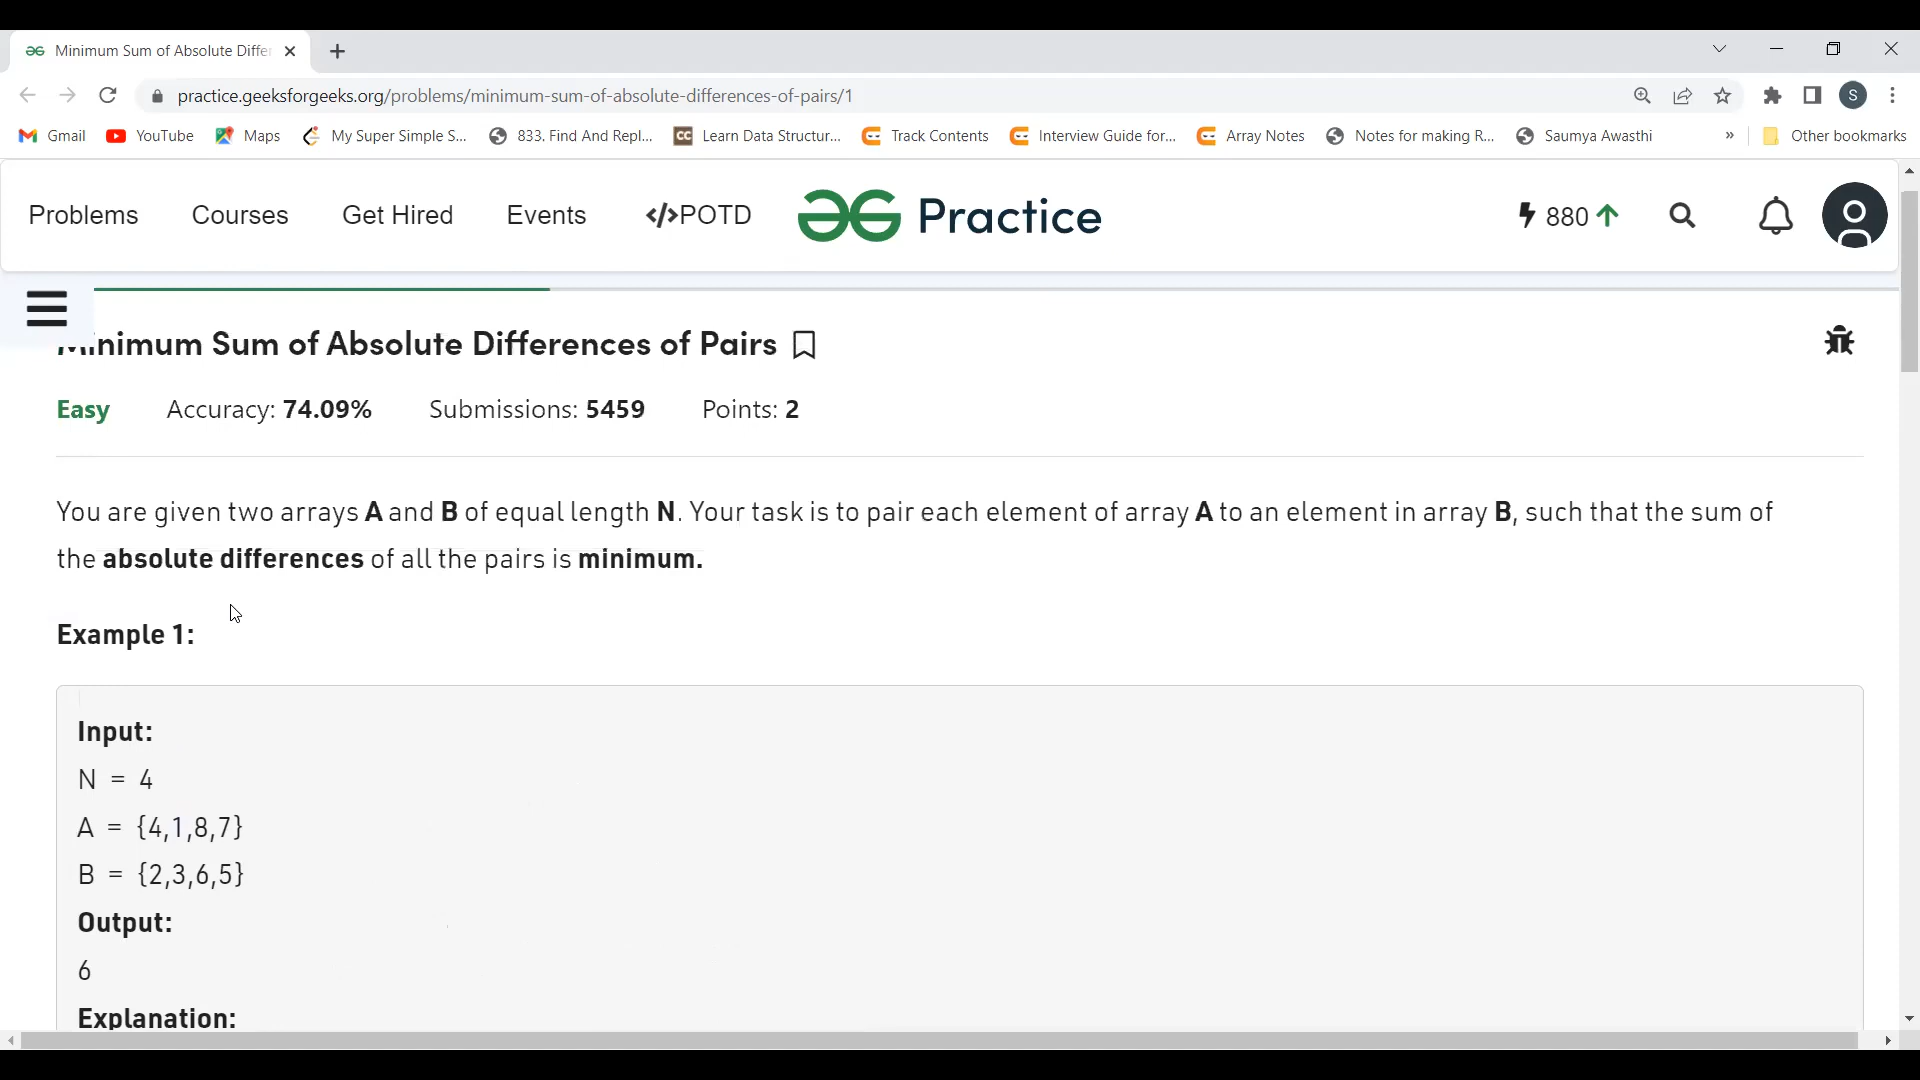 Minimum Sum of Absolute Differe
practice.geeksforgeeks.org/problems/minimum-sum-of-absolute-differences-of-pairs/1
S
Gmail YouTube Maps My Super Simple S... 833. Find And Repl... CC Learn Data Structur... Track Contents Interview Guide for... Array Notes Notes for making R... Saumya Awasthi » Other bookmarks
Problems Courses Get Hired Events </>POTD Practice 880
Minimum Sum of Absolute Differences of Pairs
Easy Accuracy: 74.09% Submissions: 5459 Points: 2
You are given two arrays A and B of equal length N. Your task is to pair each element of array A to an element in array B, such that the sum of
the absolute differences of all the pairs is minimum.
Example 1:
Input:
N = 4
A = {4,1,8,7}
B = {2,3,6,5}
Output:
6
Explanation: